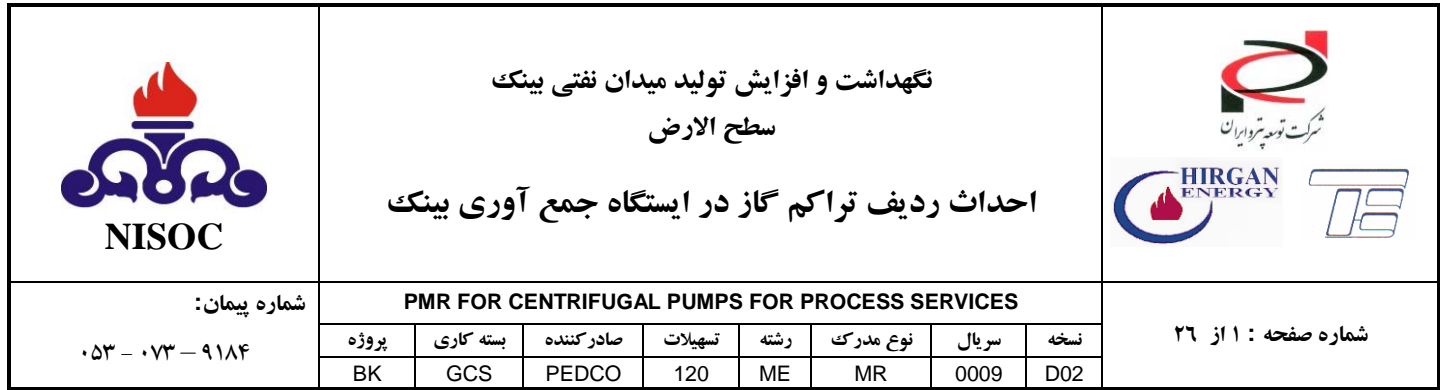 نگهداشت و افزایش تولید میدان نفتی بینک
سطح الارض
احداث ردیف تراکم گاز در ایستگاه جمع آوری بینک
شرکت توسعه پترو ایران
HIRGAN
ENERGY
NISOC
شماره پیمان:
۰۵۳ – ۰۷۳ – ۹۱۸۴
PMR FOR CENTRIFUGAL PUMPS FOR PROCESS SERVICES
پروژه بسته کاری صادرکننده تسهیلات رشته نوع مدرک سریال نسخه
BK GCS PEDCO 120 ME MR 0009 D02
شماره صفحه : ۱ از ۲۶